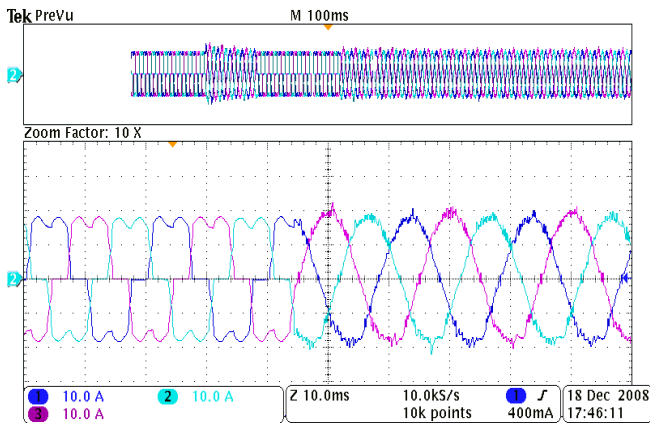 Tek PreVu M 100ms
2
Zoom Factor: 10 X
2
1 10.0 A 2 10.0 A
3 10.0 A
Z 10.0ms 10.0kS/s 1 18 Dec 2008
10k points 400mA 17:46:11